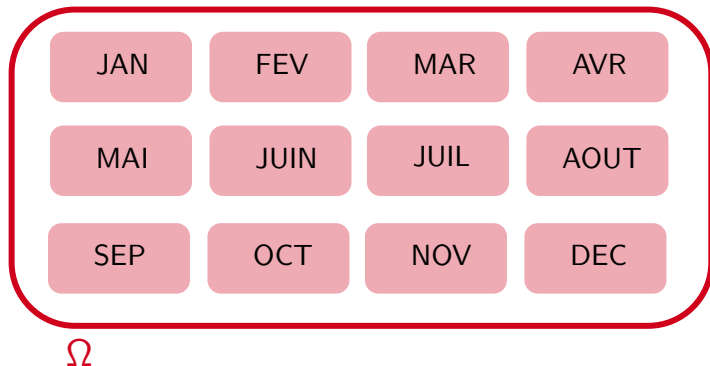 JAN FEV MAR AVR
MAI JUIN JUIL AOUT
SEP OCT NOV DEC
Ω